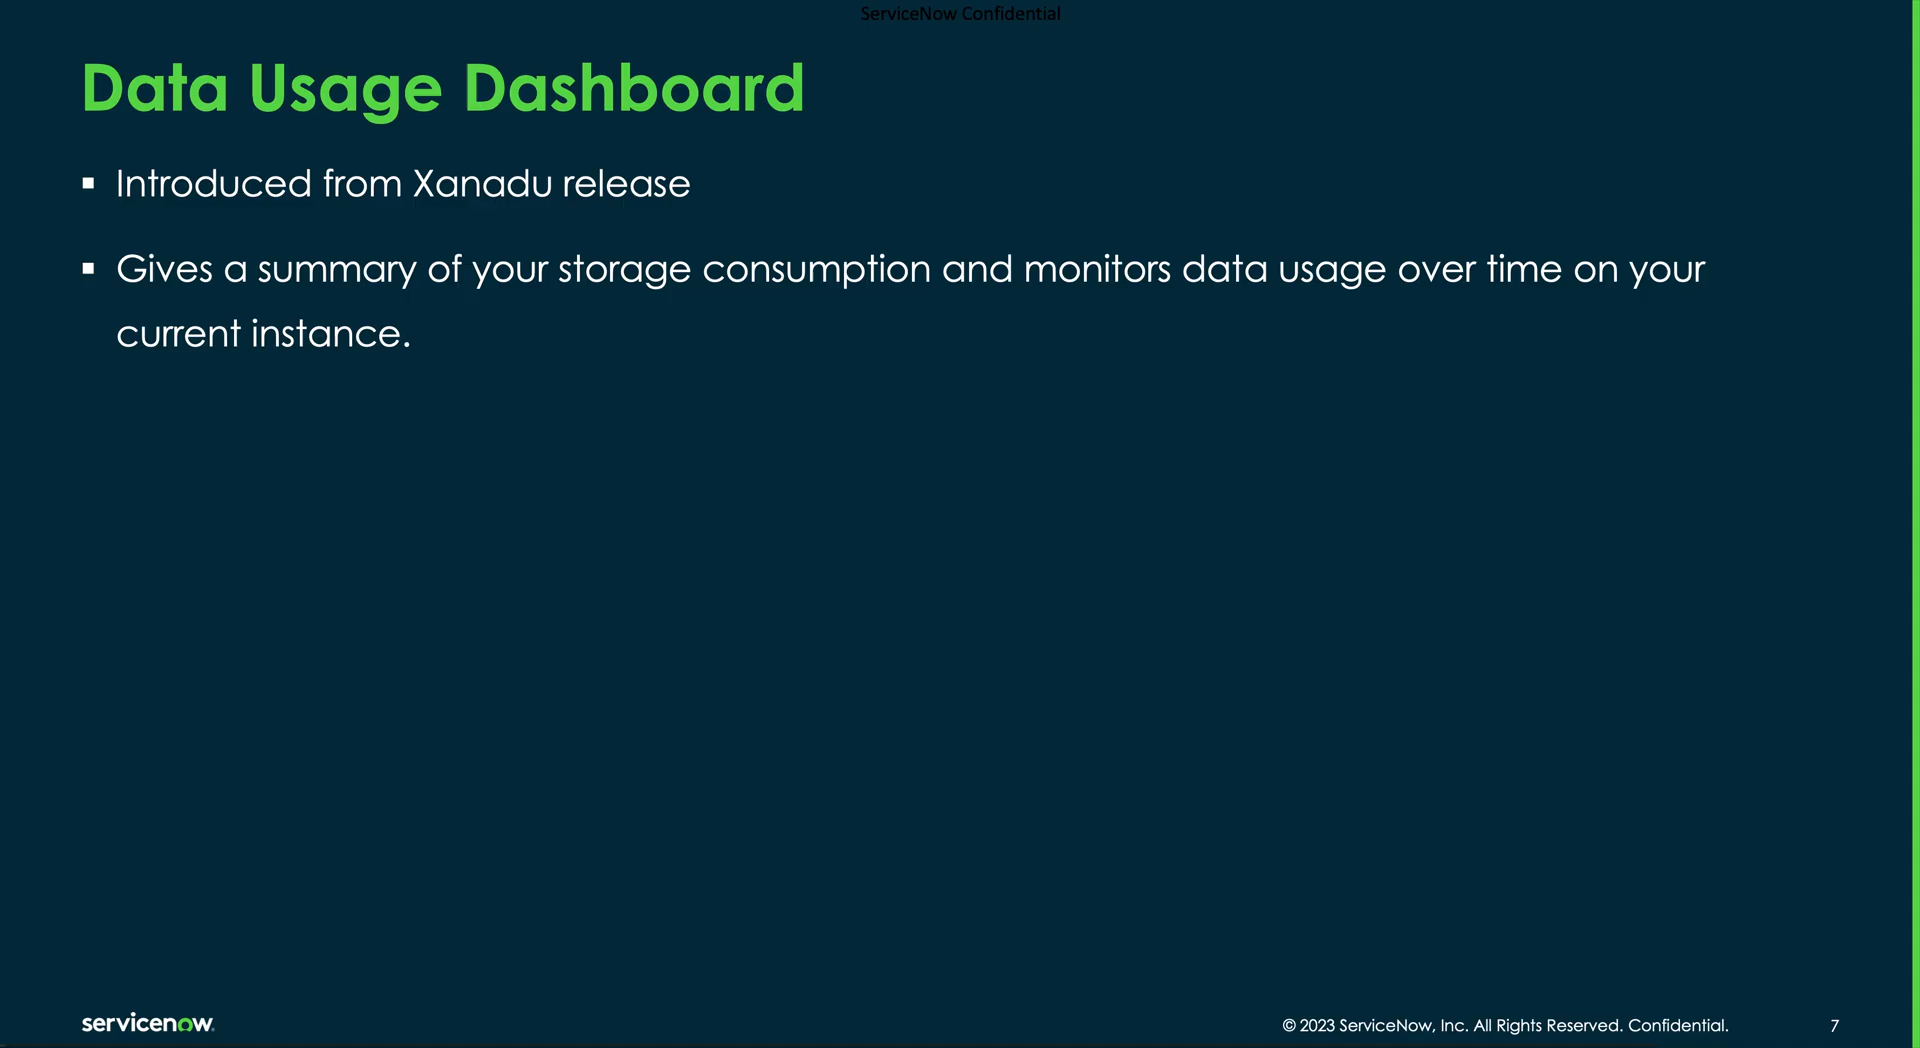 ServiceNow Confidential
Data Usage Dashboard
▪ Introduced from Xanadu release
▪ Gives a summary of your storage consumption and monitors data usage over time on your
current instance.
servicenow.
© 2023 ServiceNow, Inc. All Rights Reserved. Confidential.
7